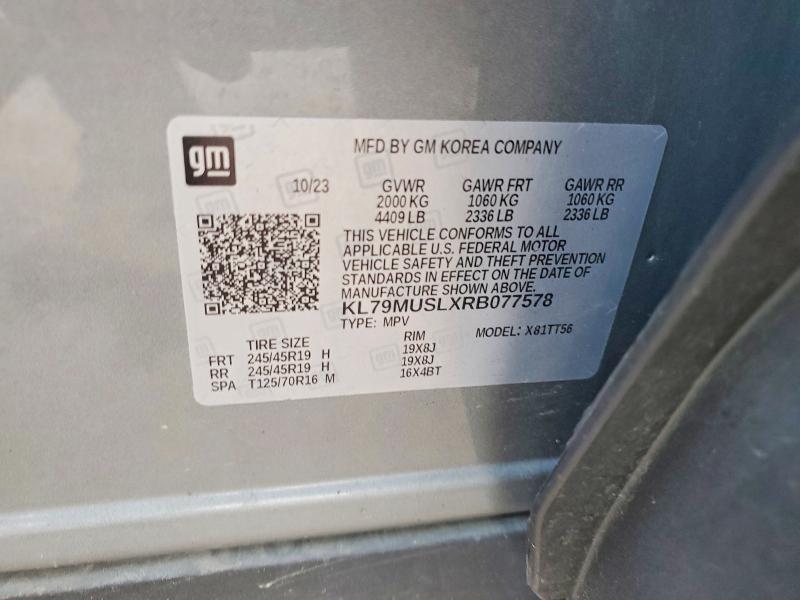 gm
MFD BY GM KOREA COMPANY
10/23 GVWR GAWR FRT GAWR RR
2000 KG 1060 KG 1060 KG
4409 LB 2336 LB 2336 LB
THIS VEHICLE CONFORMS TO ALL
APPLICABLE U.S. FEDERAL MOTOR
VEHICLE SAFETY AND THEFT PREVENTION
STANDARDS IN EFFECT ON THE DATE OF
MANUFACTURE SHOWN ABOVE.
KL79MUSLXRB077578
TYPE: MPV MODEL: X81TT56
TIRE SIZE RIM
FRT 245/45R19 H 19X8J
RR 245/45R19 H 19X8J
SPA T125/70R16 M 16X4BT